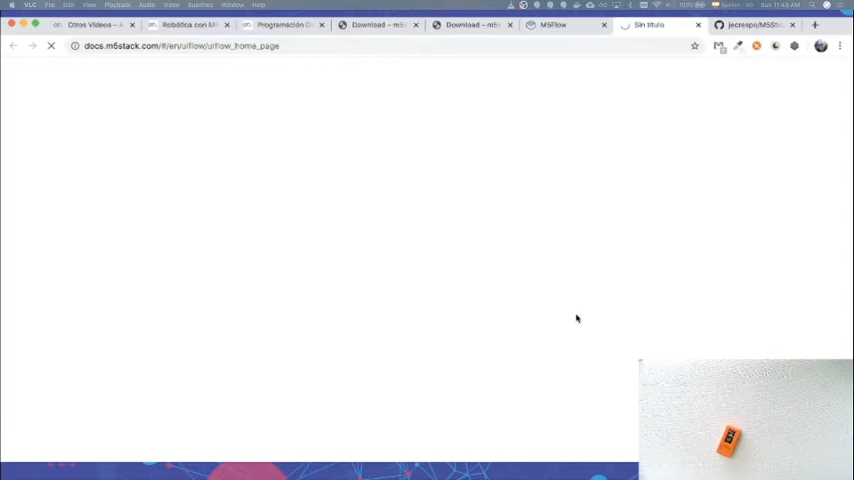 VLC File Edit View Playback Audio Video Subtitles Window Help Sun 11:43 AM
Otros Vídeos – A Robótica con M Programación Download – m5 Download – m5 M5Flow Sin título jecrespo/M5Stic
docs.m5stack.com/#/en/uiflow/uiflow_home_page